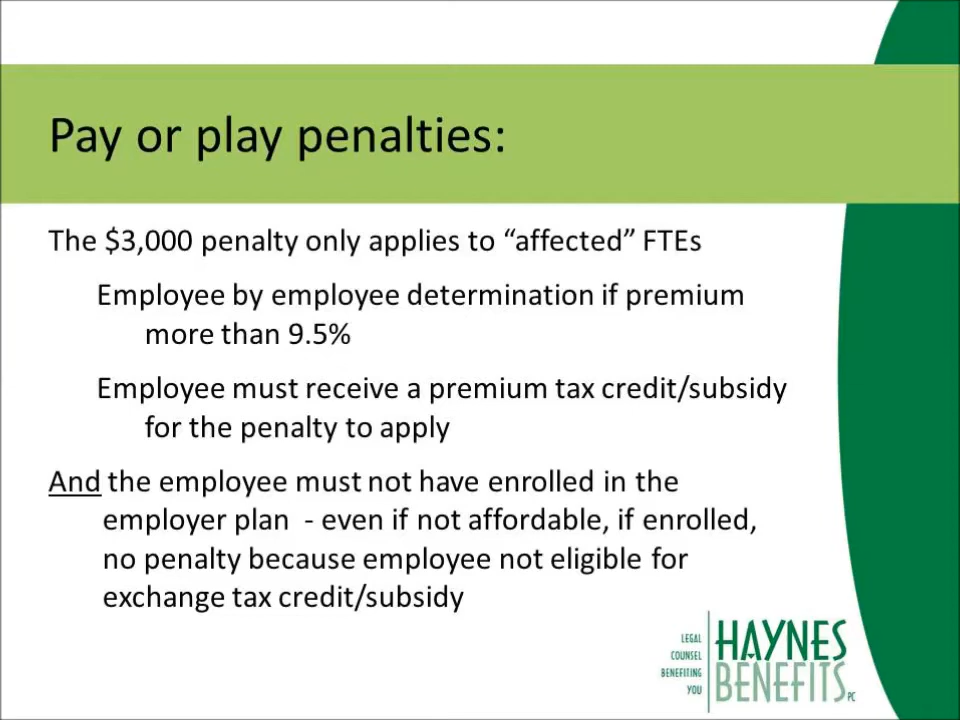 Pay or play penalties:
The $3,000 penalty only applies to “affected” FTEs
Employee by employee determination if premium
more than 9.5%
Employee must receive a premium tax credit/subsidy
for the penalty to apply
And the employee must not have enrolled in the
employer plan - even if not affordable, if enrolled,
no penalty because employee not eligible for
exchange tax credit/subsidy
LEGAL
COUNSEL
BENEFITING
YOU
HAYNES
BENEFITS PC